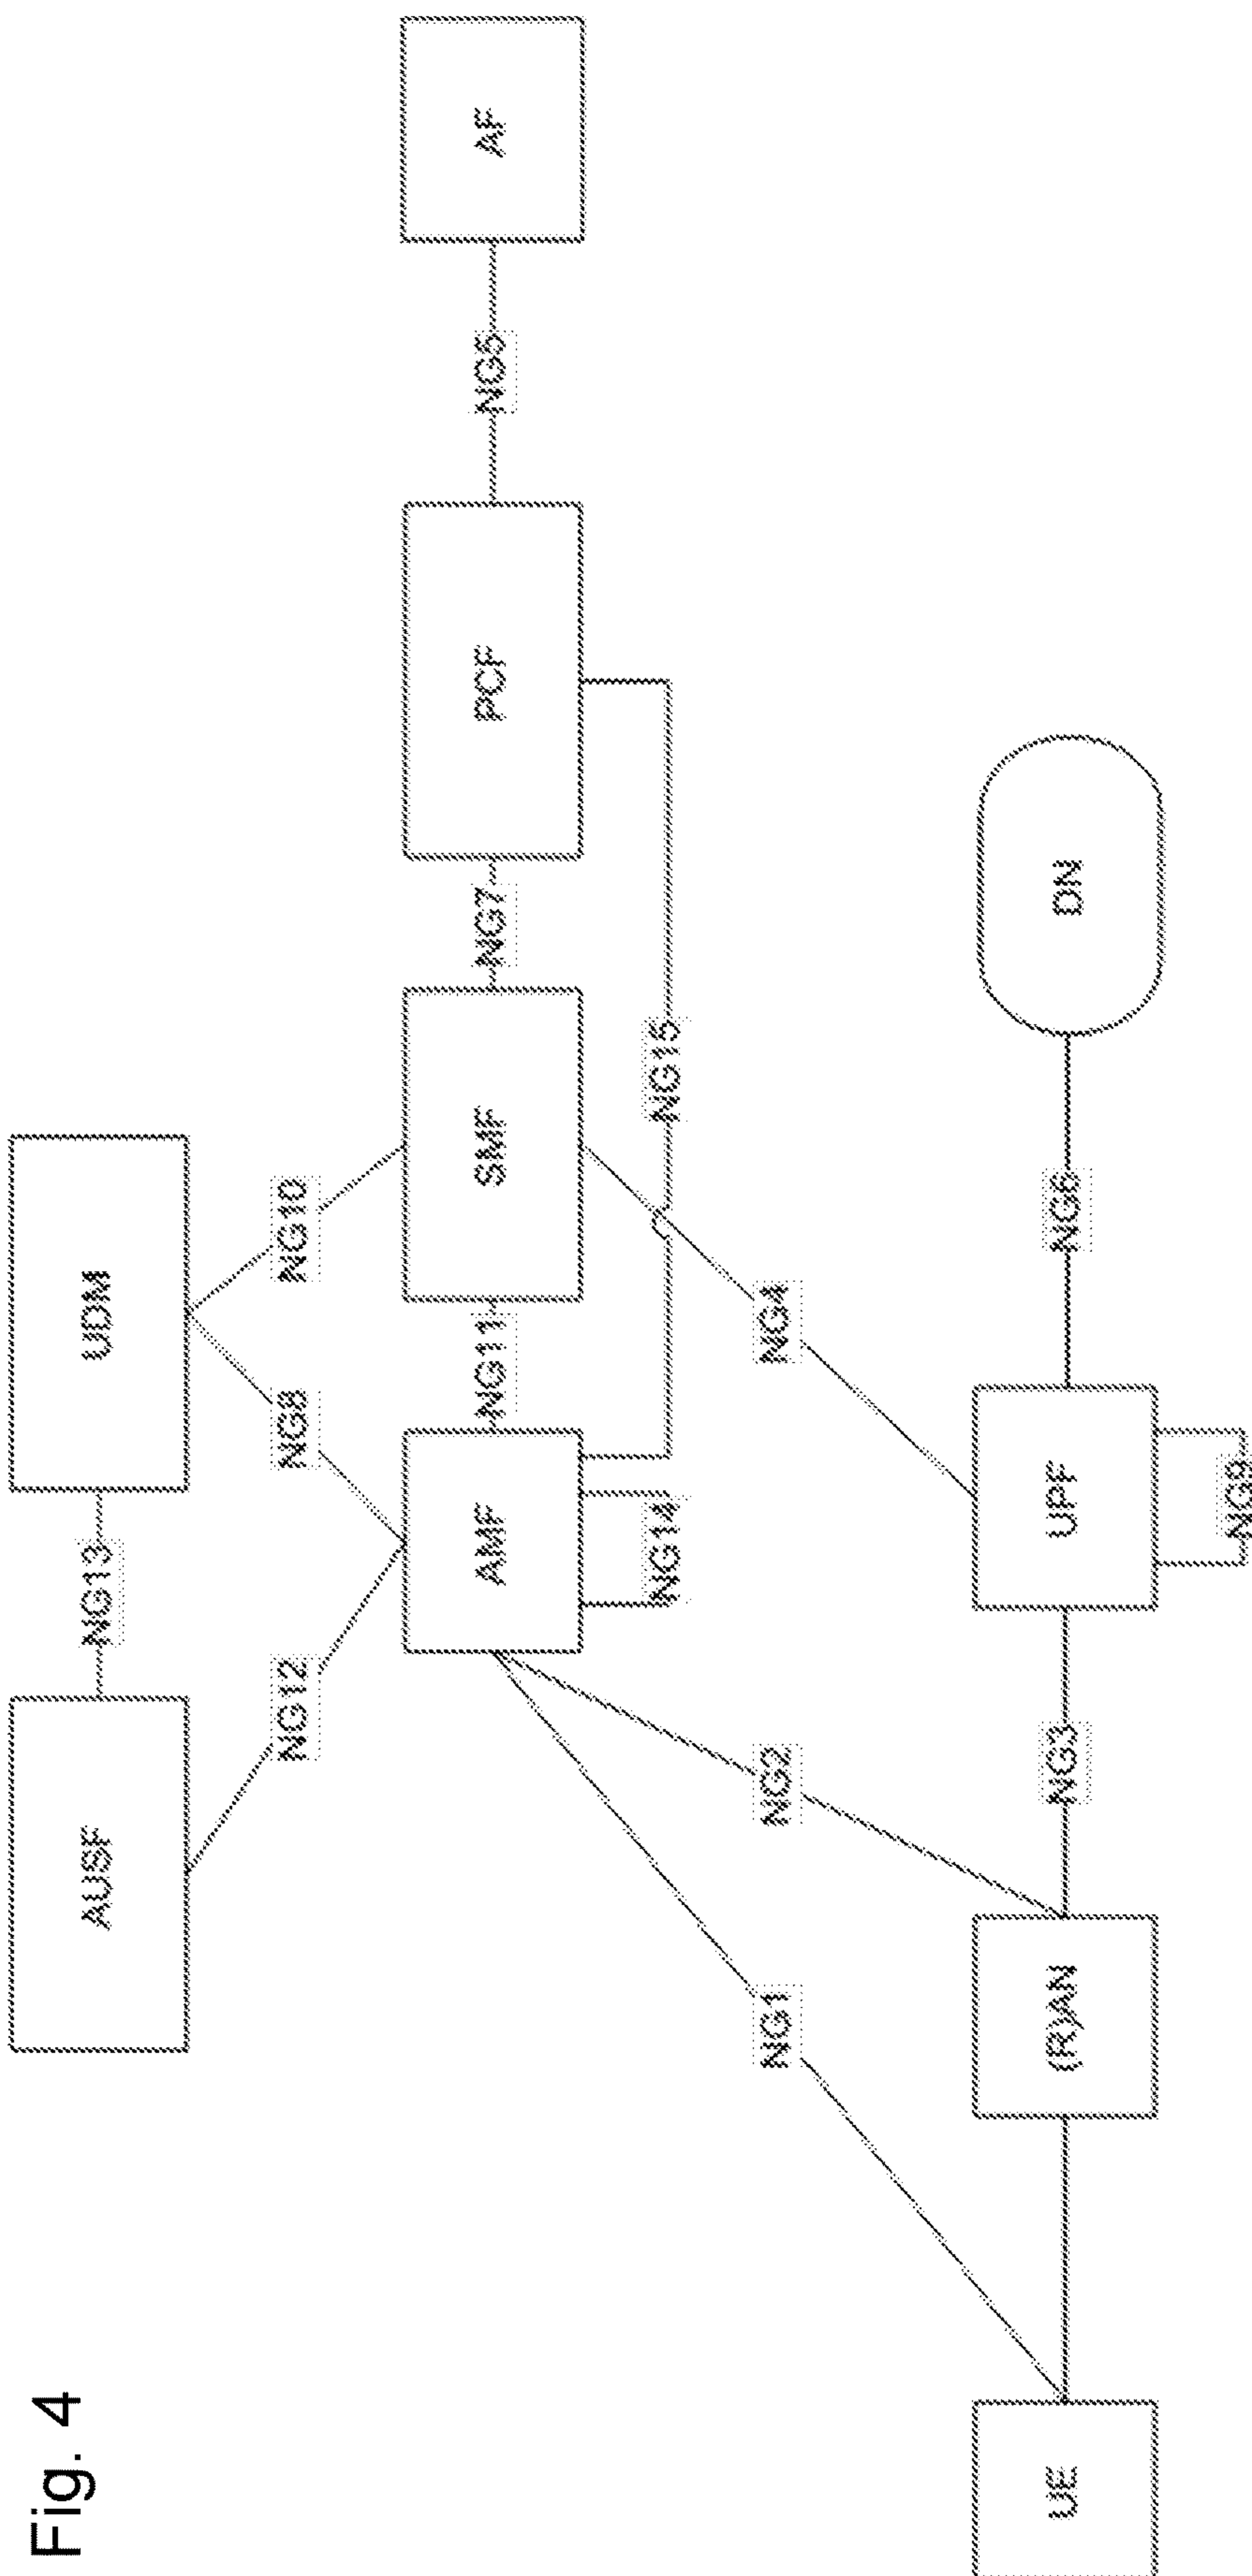 Fig. 4
AUSF
NG13
UDM
NG12
NG8
NG10
AMF
NG11
SMF
NG7
PCF
NG5
AF
NG14
NG15
NG1
NG2
NG4
UE
(R)AN
NG3
UPF
NG6
DN
NG9